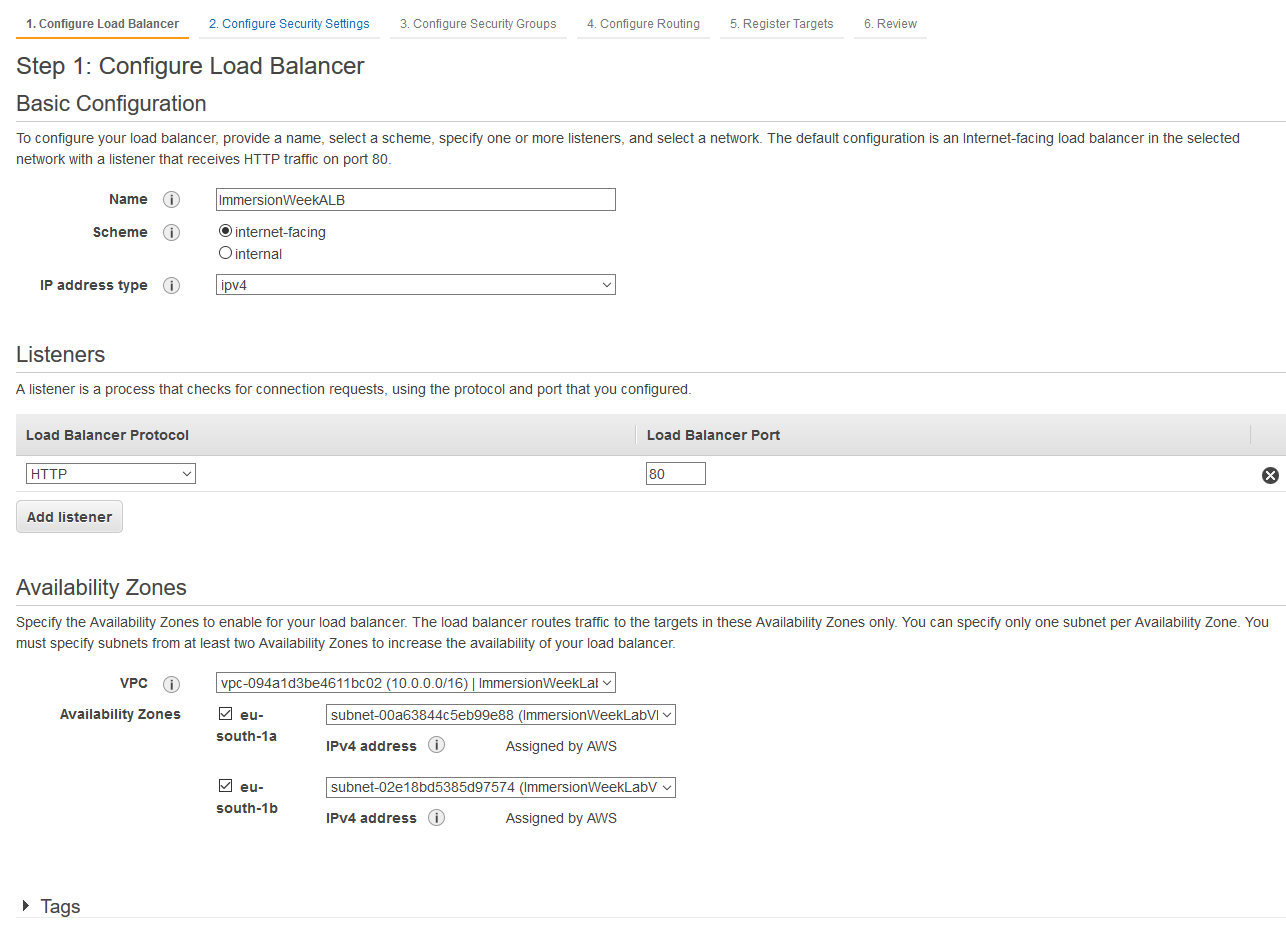 1. Configure Load Balancer 2. Configure Security Settings 3. Configure Security Groups 4. Configure Routing 5. Register Targets 6. Review
Step 1: Configure Load Balancer
Basic Configuration
To configure your load balancer, provide a name, select a scheme, specify one or more listeners, and select a network. The default configuration is an Internet-facing load balancer in the selected
network with a listener that receives HTTP traffic on port 80.
Name i ImmersionWeekALB
Scheme i internet-facing
internal
IP address type i ipv4
Listeners
A listener is a process that checks for connection requests, using the protocol and port that you configured.
Load Balancer Protocol Load Balancer Port
HTTP 80
Add listener
Availability Zones
Specify the Availability Zones to enable for your load balancer. The load balancer routes traffic to the targets in these Availability Zones only. You can specify only one subnet per Availability Zone. You
must specify subnets from at least two Availability Zones to increase the availability of your load balancer.
VPC i vpc-094a1d3be4611bc02 (10.0.0.0/16) | ImmersionWeekLal
Availability Zones eu- subnet-00a63844c5eb99e88 (ImmersionWeekLabVI
south-1a
IPv4 address i Assigned by AWS
eu- subnet-02e18bd5385d97574 (ImmersionWeekLabV
south-1b
IPv4 address i Assigned by AWS
Tags